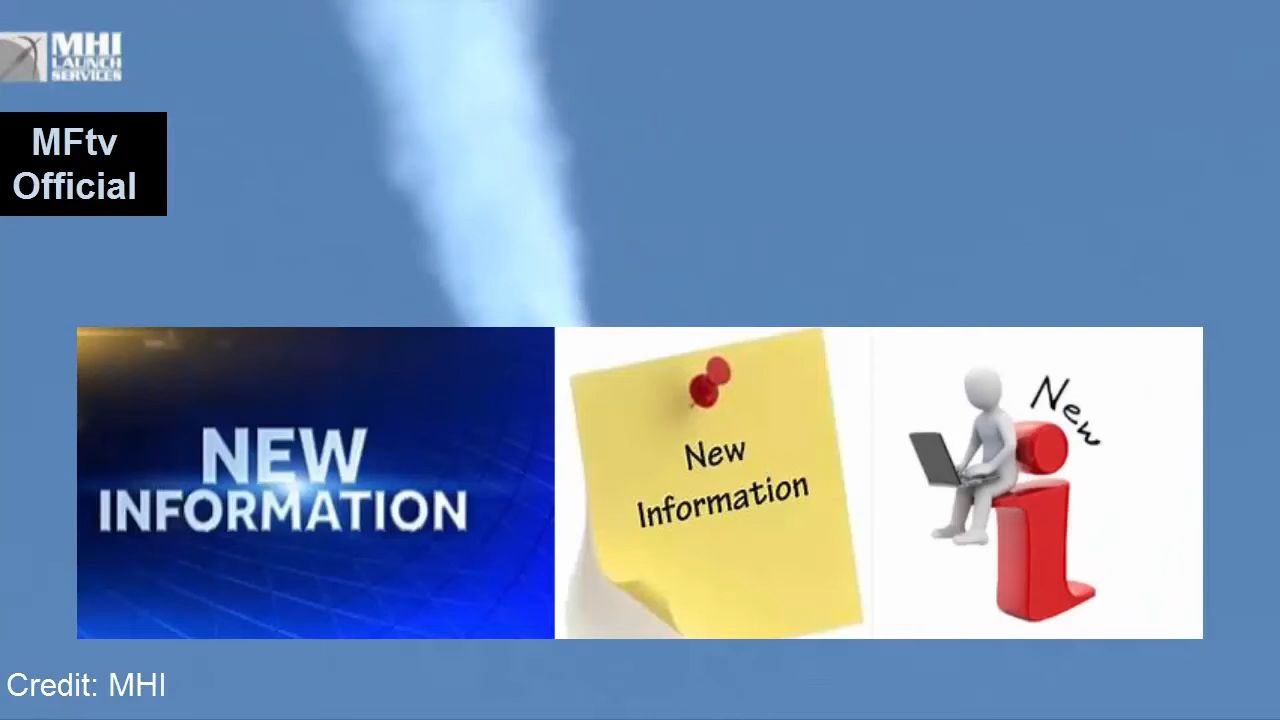 MHI
LAUNCH
SERVICES
MFtv
Official
NEW
INFORMATION
New
Information
New
i
Credit: MHI